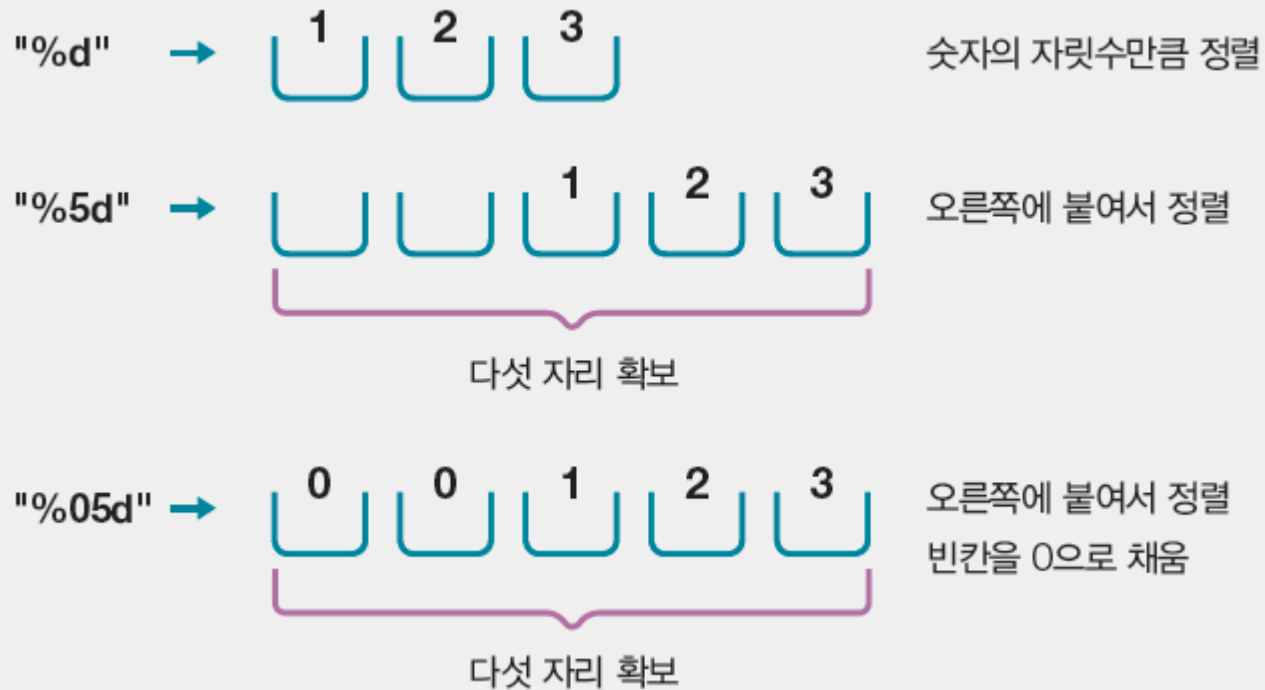 "%d" → 1 2 3 숫자의 자릿수만큼 정렬
"%5d" → 1 2 3 오른쪽에 붙여서 정렬
다섯 자리 확보
"%05d" → 0 0 1 2 3 오른쪽에 붙여서 정렬
빈칸을 0으로 채움
다섯 자리 확보